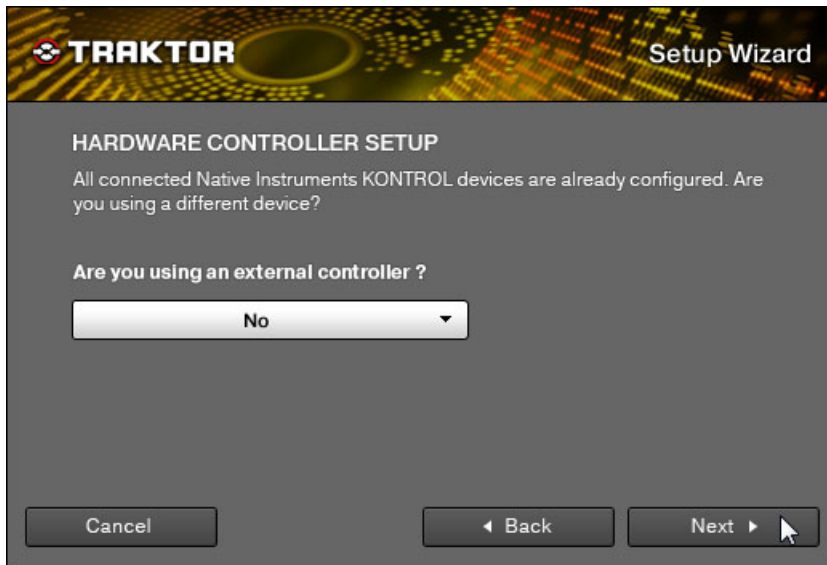 TRAKTOR
Setup Wizard
HARDWARE CONTROLLER SETUP
All connected Native Instruments KONTROL devices are already configured. Are
you using a different device?
Are you using an external controller ?
No
Cancel
Back
Next